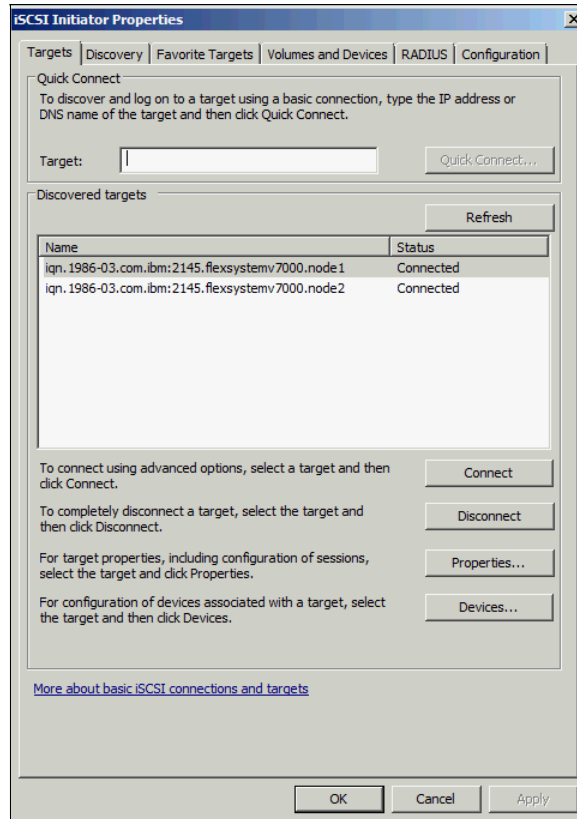 iSCSI Initiator Properties
Targets Discovery Favorite Targets Volumes and Devices RADIUS Configuration
Quick Connect
To discover and log on to a target using a basic connection, type the IP address or
DNS name of the target and then click Quick Connect.
Target:
Quick Connect...
Discovered targets
Refresh
Name Status
iqn.1986-03.com.ibm:2145.flexsystemv7000.node1 Connected
iqn.1986-03.com.ibm:2145.flexsystemv7000.node2 Connected
To connect using advanced options, select a target and then
click Connect.
Connect
To completely disconnect a target, select the target and
then click Disconnect.
Disconnect
For target properties, including configuration of sessions,
select the target and click Properties.
Properties...
For configuration of devices associated with a target, select
the target and then click Devices.
Devices...
More about basic iSCSI connections and targets
OK Cancel Apply